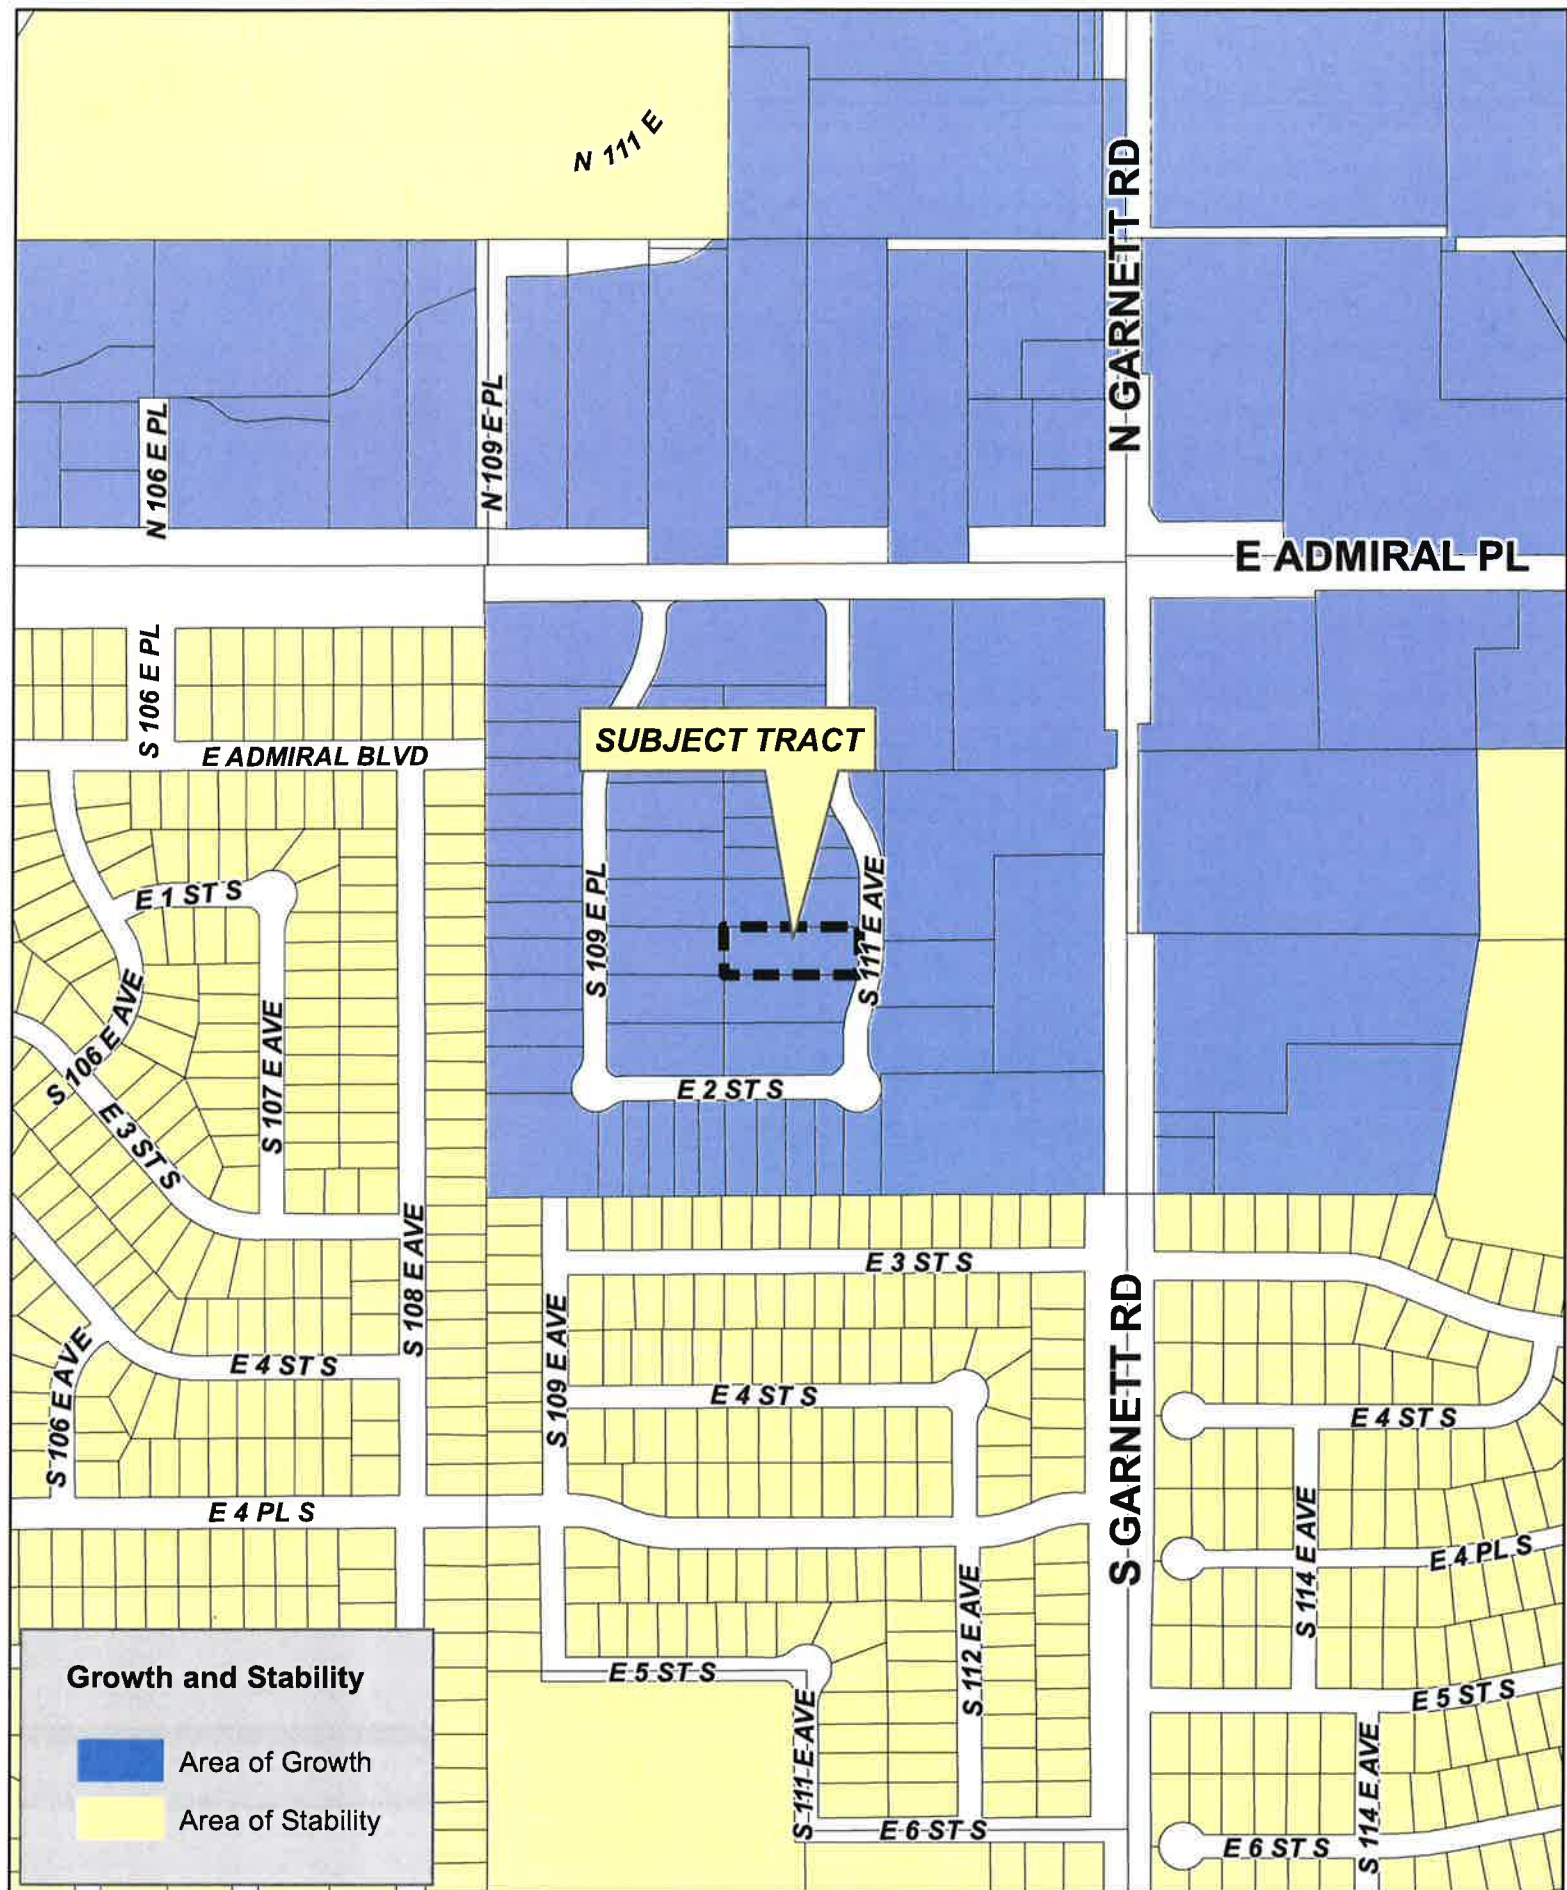 N 111 E
N GARNETT RD
N 109 E PL
N 106 E PL
E ADMIRAL PL
S 106 E PL
E ADMIRAL BLVD
SUBJECT TRACT
E 1 ST S
S 109 E PL
S 111 E AVE
S 106 E AVE
S 107 E AVE
E 3 ST S
E 2 ST S
S 108 E AVE
E 3 ST S
S 109 E AVE
S GARNETT RD
S 106 E AVE
E 4 ST S
E 4 ST S
E 4 ST S
E 4 PL S
S 114 E AVE
E 4 PL S
S 112 E AVE
E 5 ST S
E 5 ST S
S 111 E AVE
S 114 E AVE
E 6 ST S
E 6 ST S
Growth and Stability
Area of Growth
Area of Stability